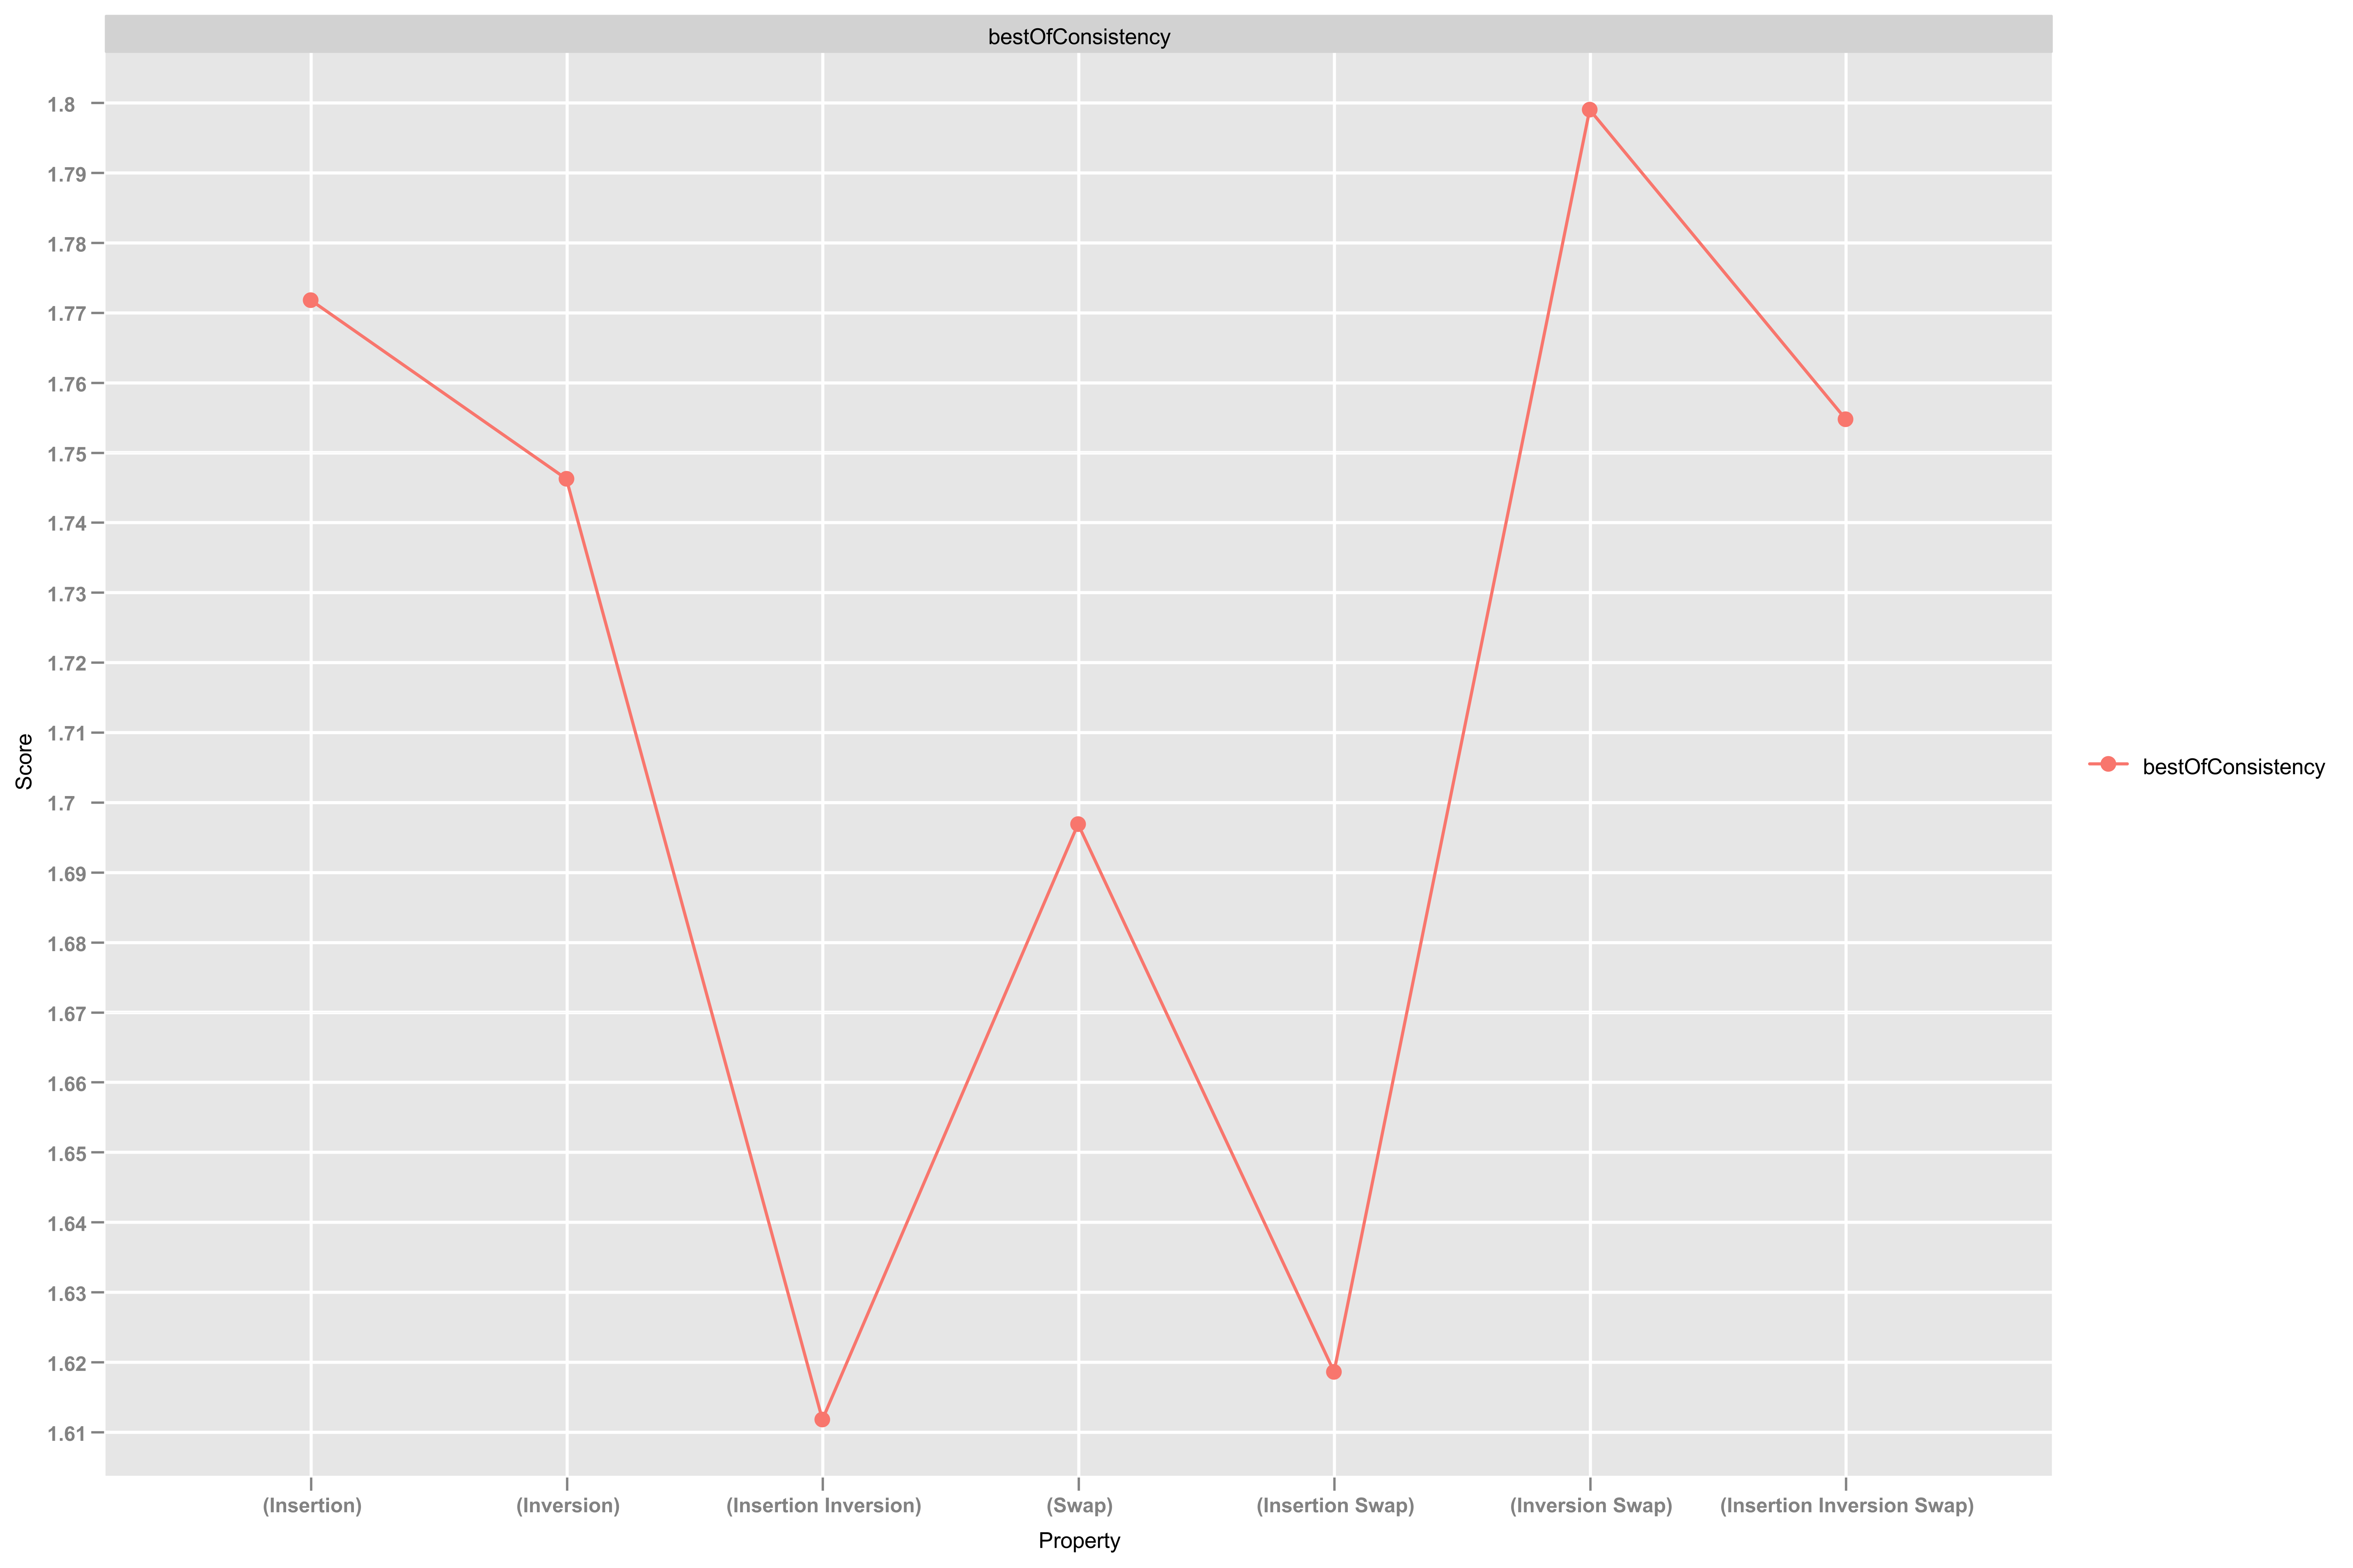 bestOfConsistency
1.8
1.79
1.78
1.77
1.76
1.75
1.74
1.73
1.72
1.71
1.7
1.69
1.68
1.67
1.66
1.65
1.64
1.63
1.62
1.61
Score
(Insertion)
(Inversion)
(Insertion Inversion)
(Swap)
(Insertion Swap)
(Inversion Swap)
(Insertion Inversion Swap)
Property
bestOfConsistency